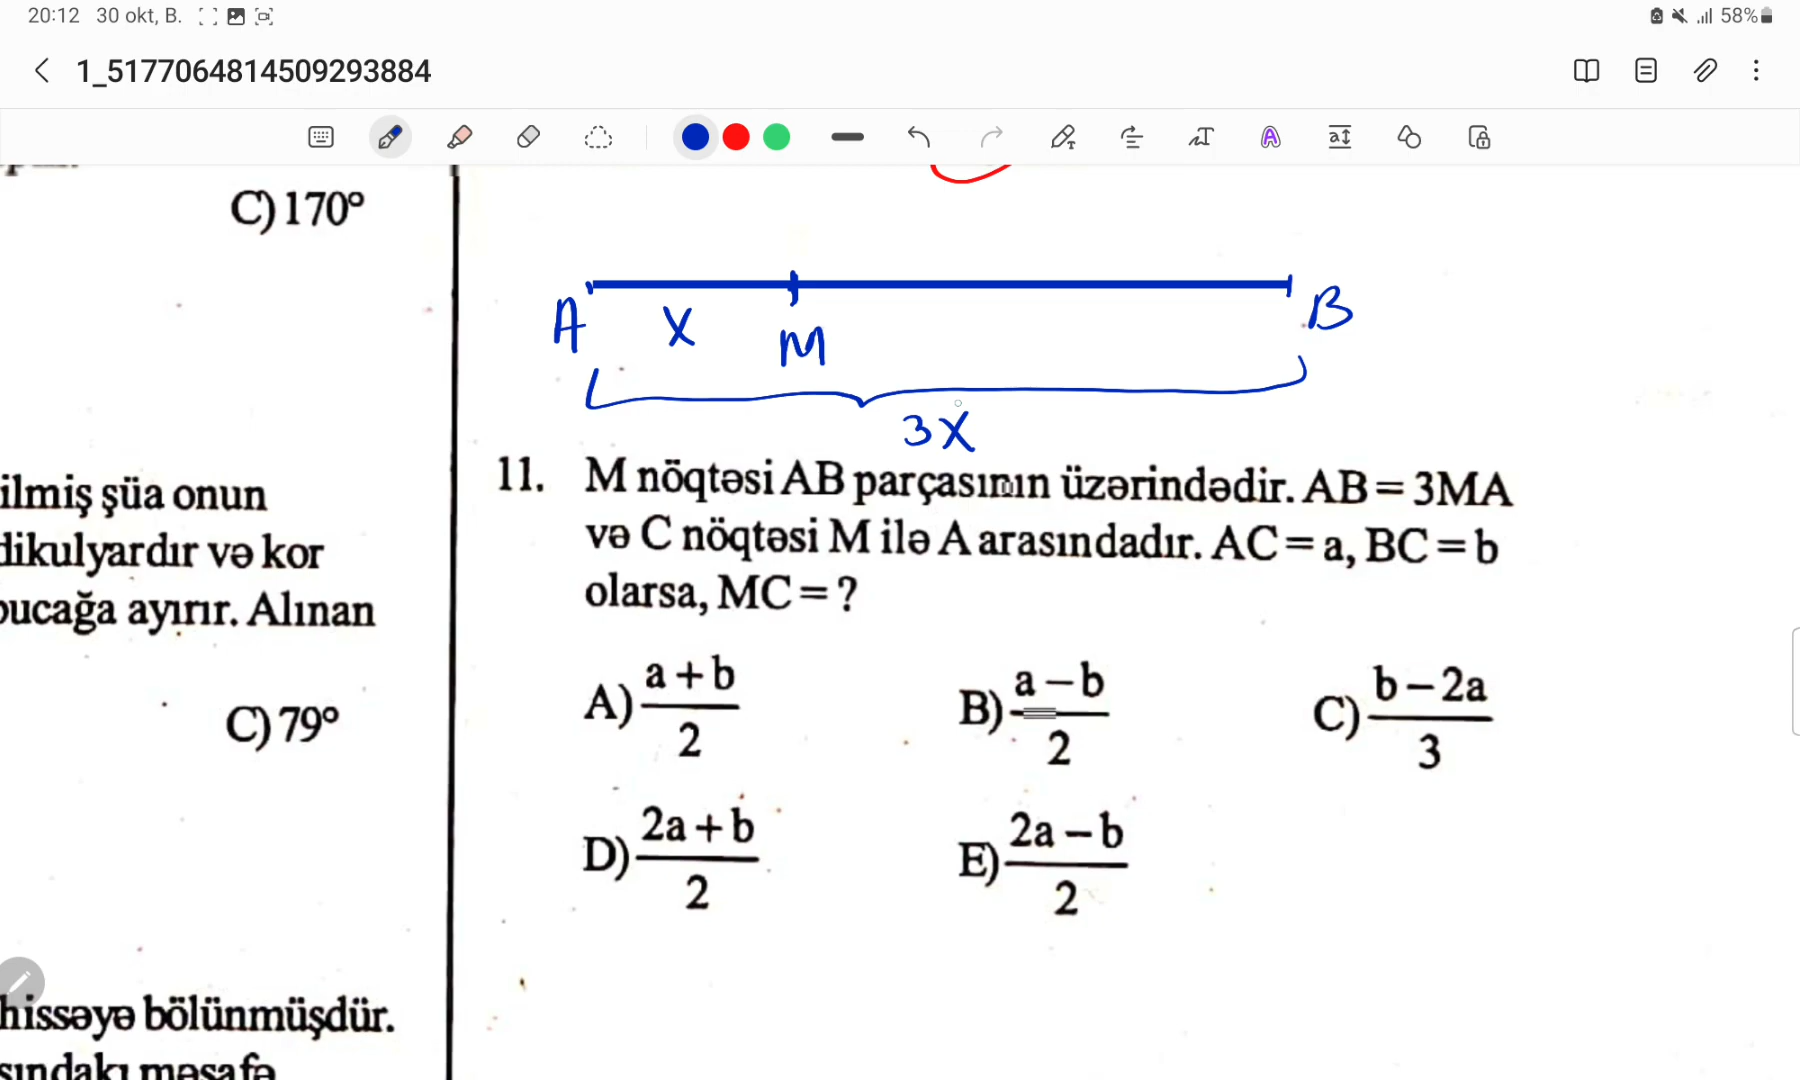 20:12 30 okt, B.
58%
1_5177064814509293884
C) 170°
A X M B
3X
ilmiş şüa onun
dikulyardır və kor
bucağa ayırır. Alınan
C) 79°
hissəyə bölünmüşdür.
sındakı məsafə
11. M nöqtəsi AB parçasının üzərindədir. AB = 3MA
və C nöqtəsi M ilə A arasındadır. AC = a, BC = b
olarsa, MC = ?
A) a + b / 2 B) a – b / 2 C) b – 2a / 3
D) 2a + b / 2 E) 2a – b / 2